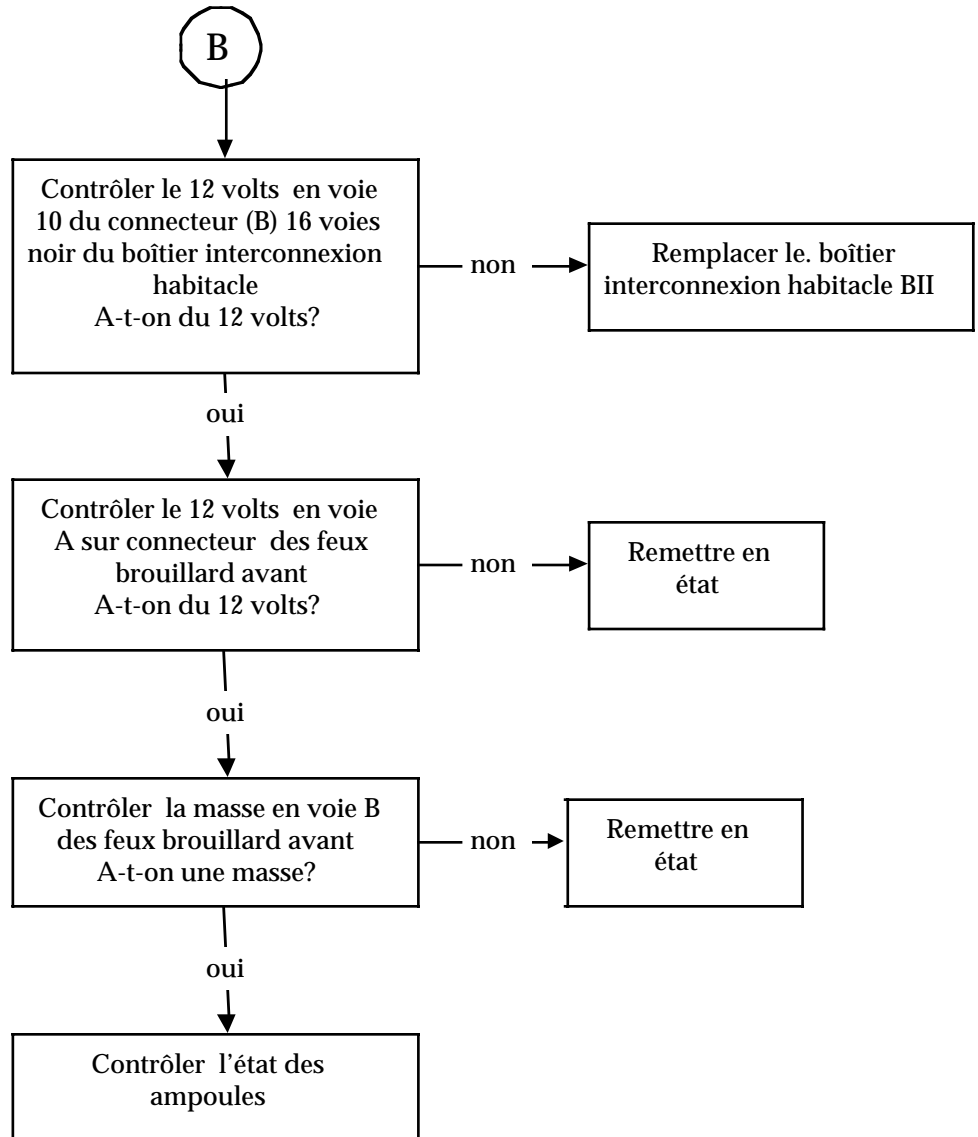 B
Contrôler le 12 volts en voie
10 du connecteur (B) 16 voies
noir du boîtier interconnexion
habitacle
A-t-on du 12 volts?
non
Remplacer le. boîtier
interconnexion habitacle BII
oui
Contrôler le 12 volts en voie
A sur connecteur des feux
brouillard avant
A-t-on du 12 volts?
non
Remettre en
état
oui
Contrôler la masse en voie B
des feux brouillard avant
A-t-on une masse?
non
Remettre en
état
oui
Contrôler l'état des
ampoules